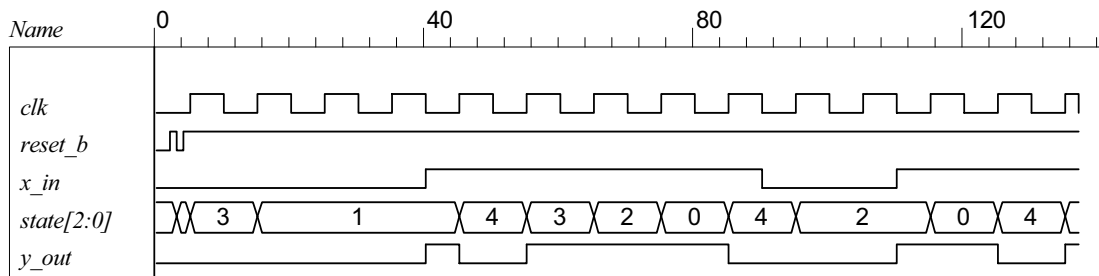 0 40 80 120
Name
clk
reset_b
x_in
state[2:0] 3 1 4 3 2 0 4 2 0 4
y_out